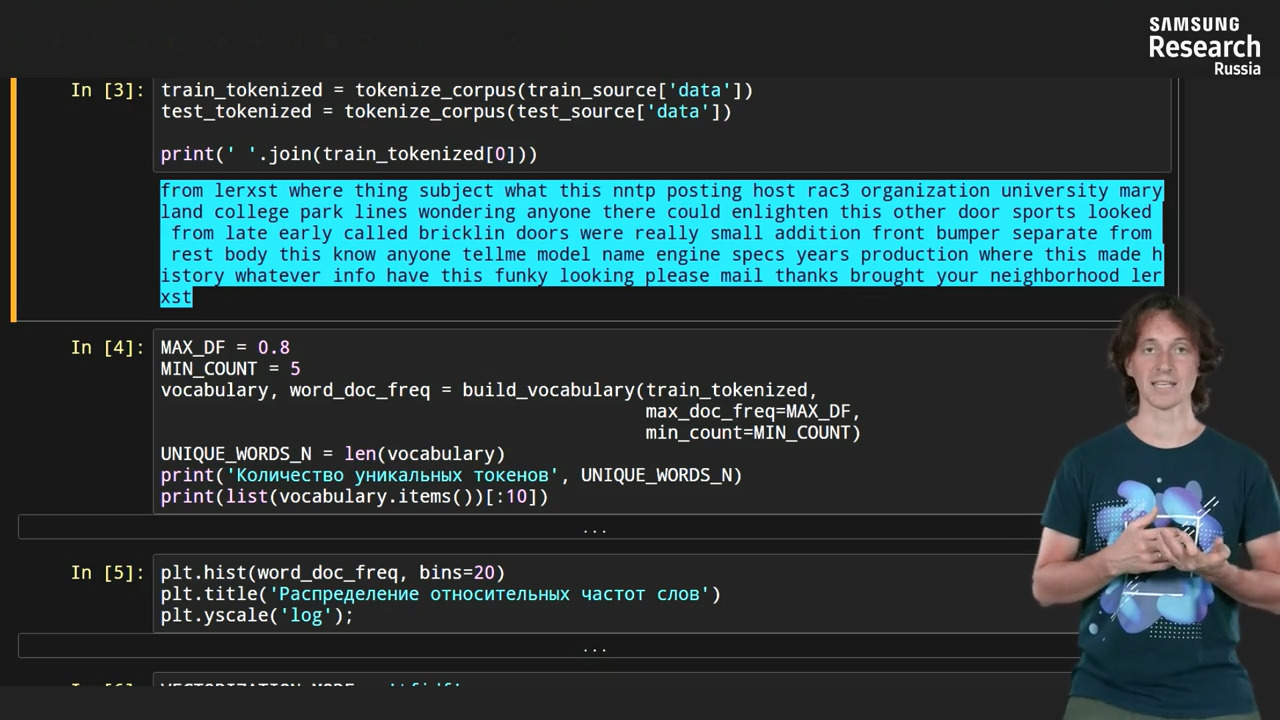 SAMSUNG
Research
Russia
In [3]: train_tokenized = tokenize_corpus(train_source['data'])
test_tokenized = tokenize_corpus(test_source['data'])
print(' '.join(train_tokenized[0]))
from lerxst where thing subject what this nntp posting host rac3 organization university mary
land college park lines wondering anyone there could enlighten this other door sports looked
from late early called bricklin doors were really small addition front bumper separate from
rest body this know anyone tellme model name engine specs years production where this made h
istory whatever info have this funky looking please mail thanks brought your neighborhood ler
xst
In [4]: MAX_DF = 0.8
MIN_COUNT = 5
vocabulary, word_doc_freq = build_vocabulary(train_tokenized,
max_doc_freq=MAX_DF,
min_count=MIN_COUNT)
UNIQUE_WORDS_N = len(vocabulary)
print('Количество уникальных токенов', UNIQUE_WORDS_N)
print(list(vocabulary.items())[:10])
...
In [5]: plt.hist(word_doc_freq, bins=20)
plt.title('Распределение относительных частот слов')
plt.yscale('log');
...